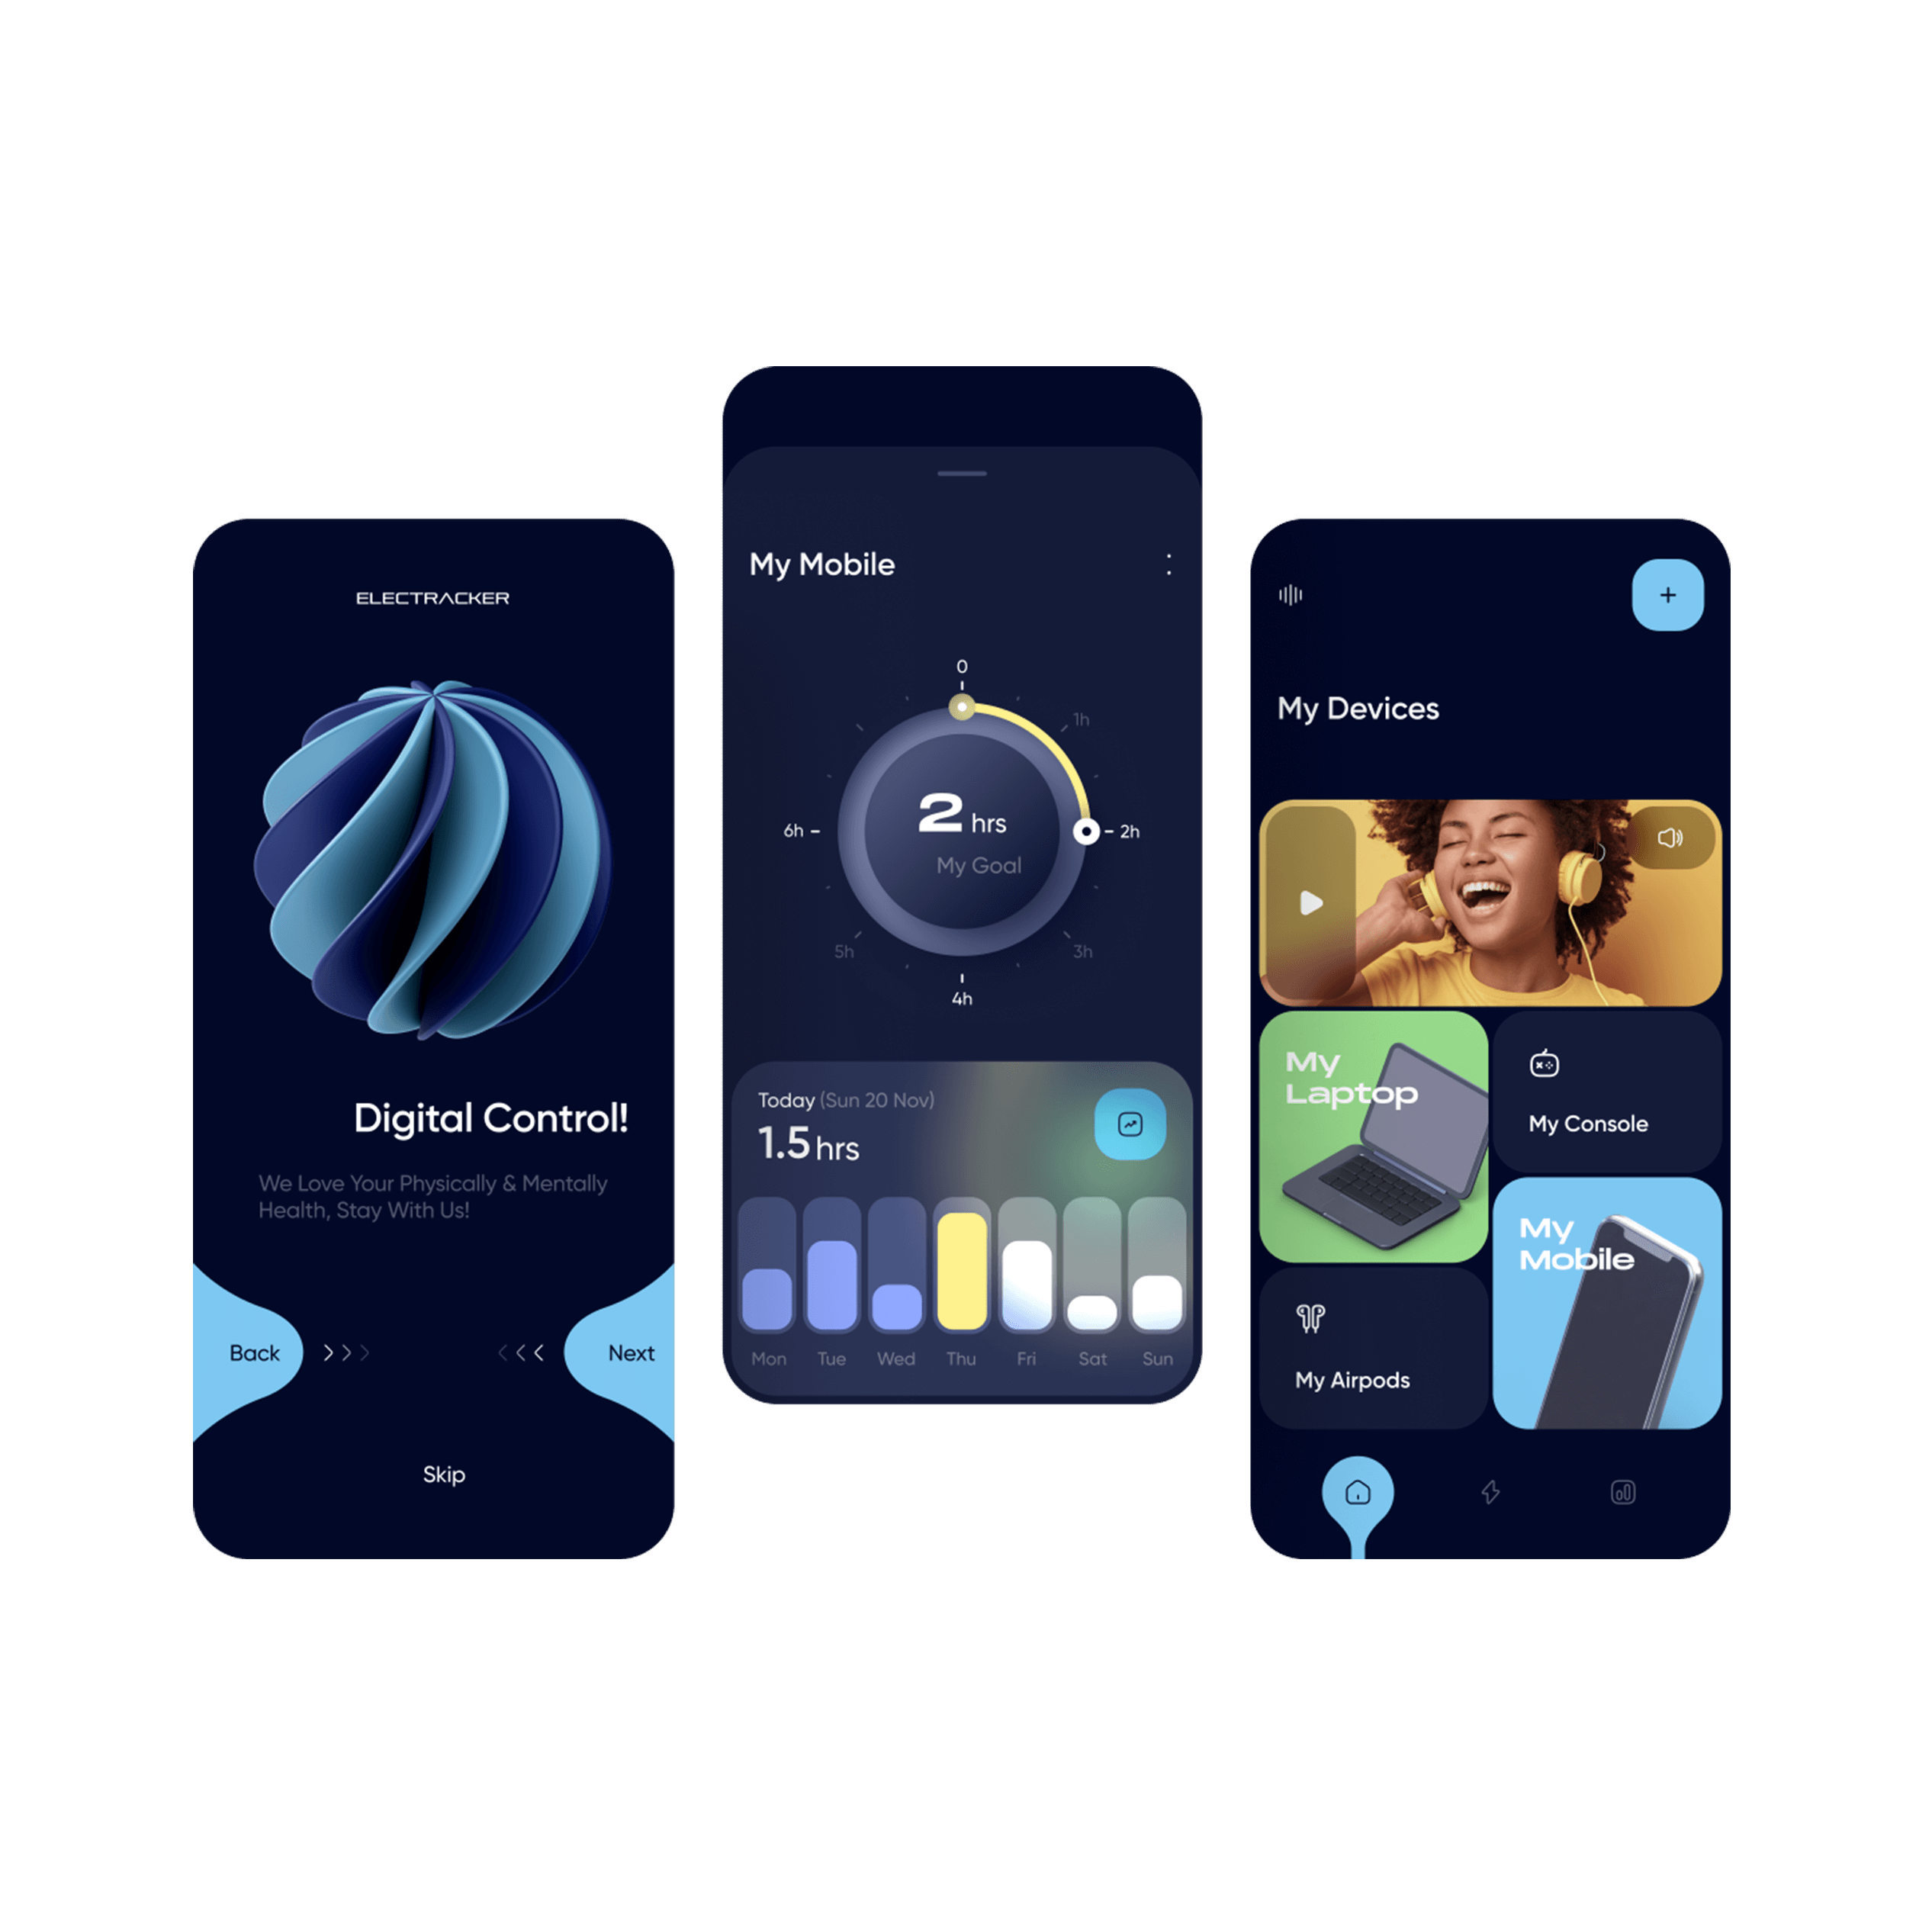 ELECTRACKER
Digital Control!
We Love Your Physically & Mentally
Health, Stay With Us!
Back
Next
Skip
My Mobile
0
1h
2h
3h
4h
5h
6h
2 hrs
My Goal
Today (Sun 20 Nov)
1.5 hrs
Mon Tue Wed Thu Fri Sat Sun
My Devices
My
Laptop
My Console
My
Mobile
My Airpods